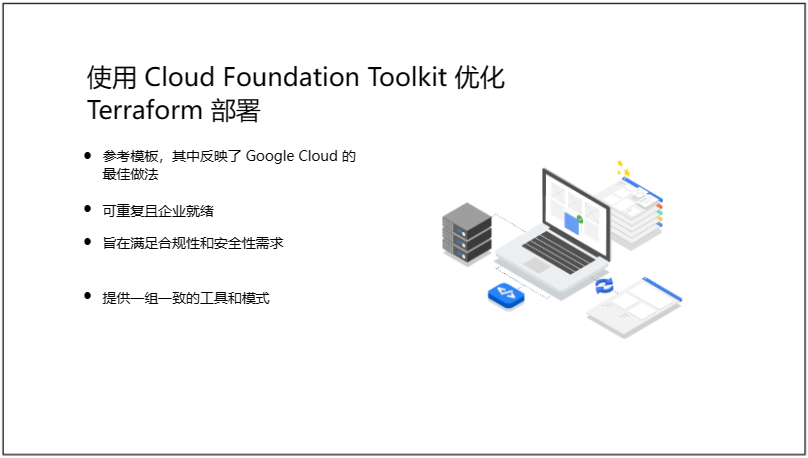 使用 Cloud Foundation Toolkit 优化
Terraform 部署
参考模板，其中反映了 Google Cloud 的
最佳做法
可重复且企业就绪
旨在满足合规性和安全性需求
提供一组一致的工具和模式